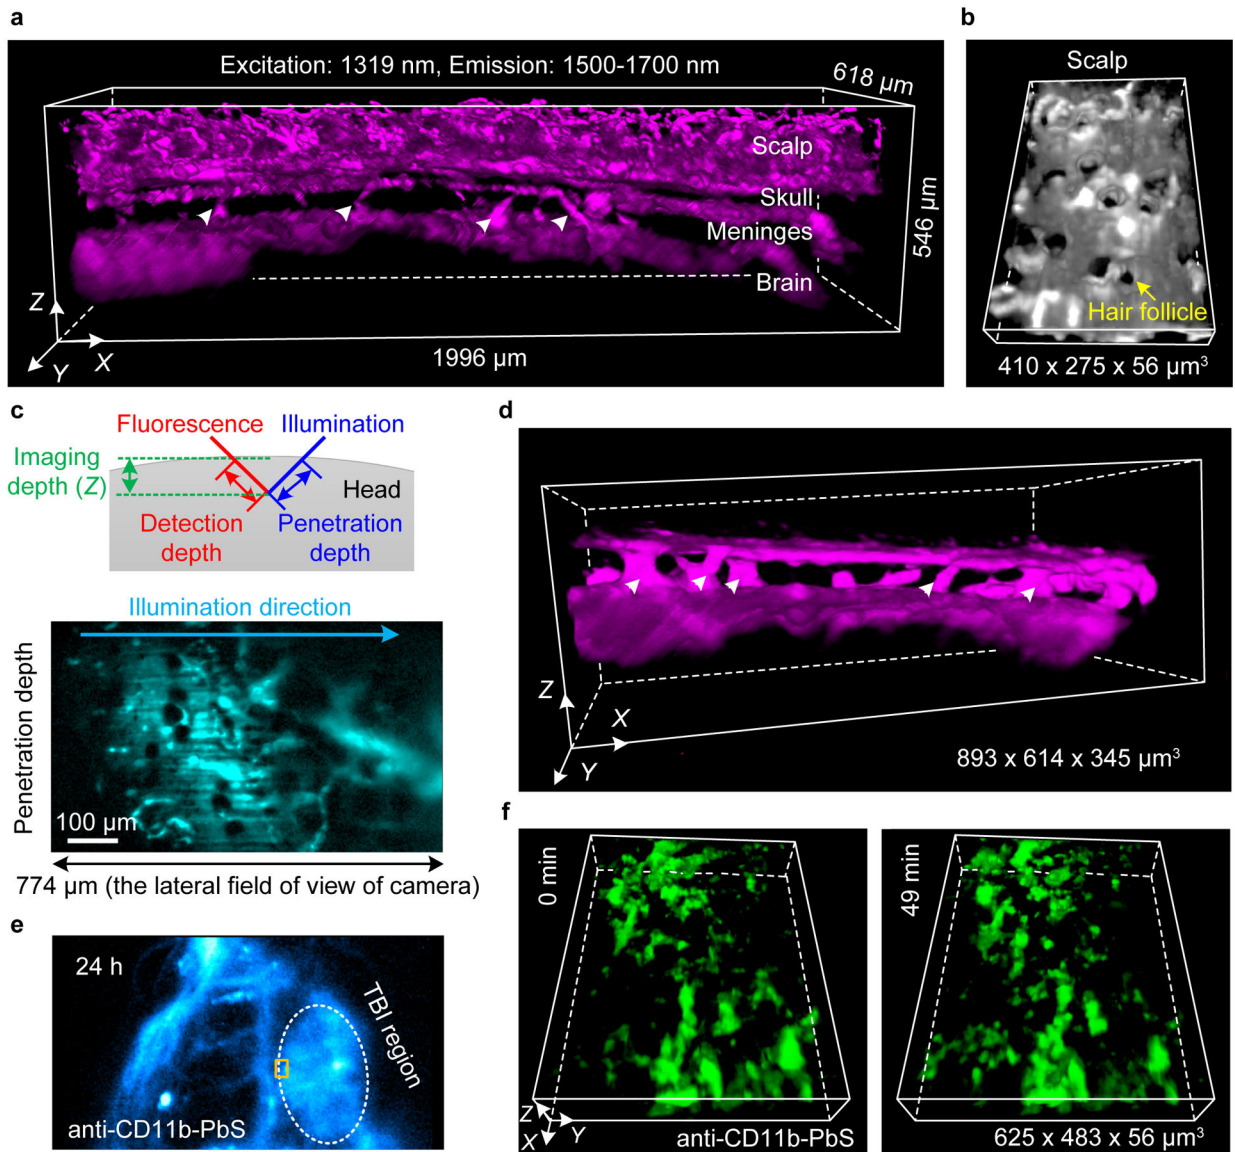 a
Excitation: 1319 nm, Emission: 1500-1700 nm
618 µm
Scalp
Skull
Meninges
Brain
546 µm
1996 µm
Z
X
Y
b
Scalp
Hair follicle
410 x 275 x 56 µm³
c
Fluorescence
Illumination
Imaging
depth (Z)
Head
Detection
depth
Penetration
depth
Illumination direction
Penetration depth
100 µm
774 µm (the lateral field of view of camera)
d
Z
X
Y
893 x 614 x 345 µm³
e
24 h
TBI region
anti-CD11b-PbS
f
0 min
Z
X
Y
anti-CD11b-PbS
49 min
625 x 483 x 56 µm³